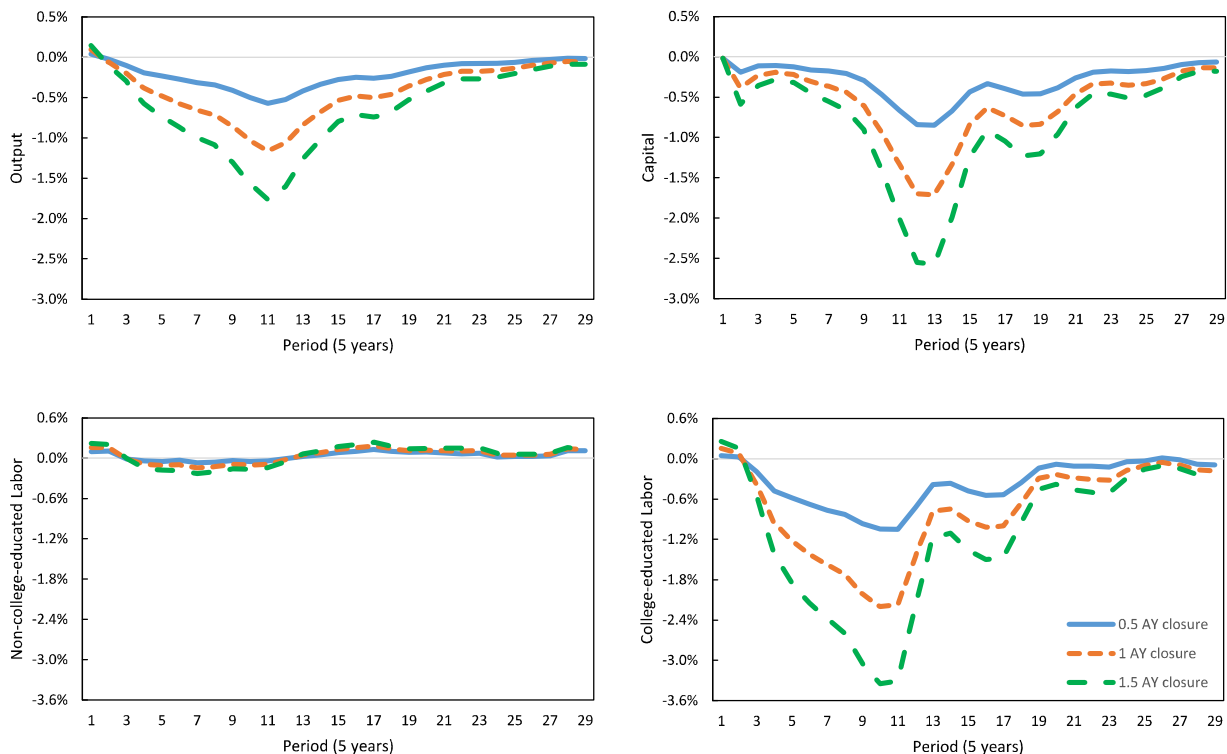 0.5%
0.0%
-0.5%
-1.0%
-1.5%
-2.0%
-2.5%
-3.0%
Output
1 3 5 7 9 11 13 15 17 19 21 23 25 27 29
Period (5 years)
0.5%
0.0%
-0.5%
-1.0%
-1.5%
-2.0%
-2.5%
-3.0%
Capital
1 3 5 7 9 11 13 15 17 19 21 23 25 27 29
Period (5 years)
0.6%
0.0%
-0.6%
-1.2%
-1.8%
-2.4%
-3.0%
-3.6%
Non-college-educated Labor
1 3 5 7 9 11 13 15 17 19 21 23 25 27 29
Period (5 years)
0.6%
0.0%
-0.6%
-1.2%
-1.8%
-2.4%
-3.0%
-3.6%
College-educated Labor
0.5 AY closure
1 AY closure
1.5 AY closure
1 3 5 7 9 11 13 15 17 19 21 23 25 27 29
Period (5 years)